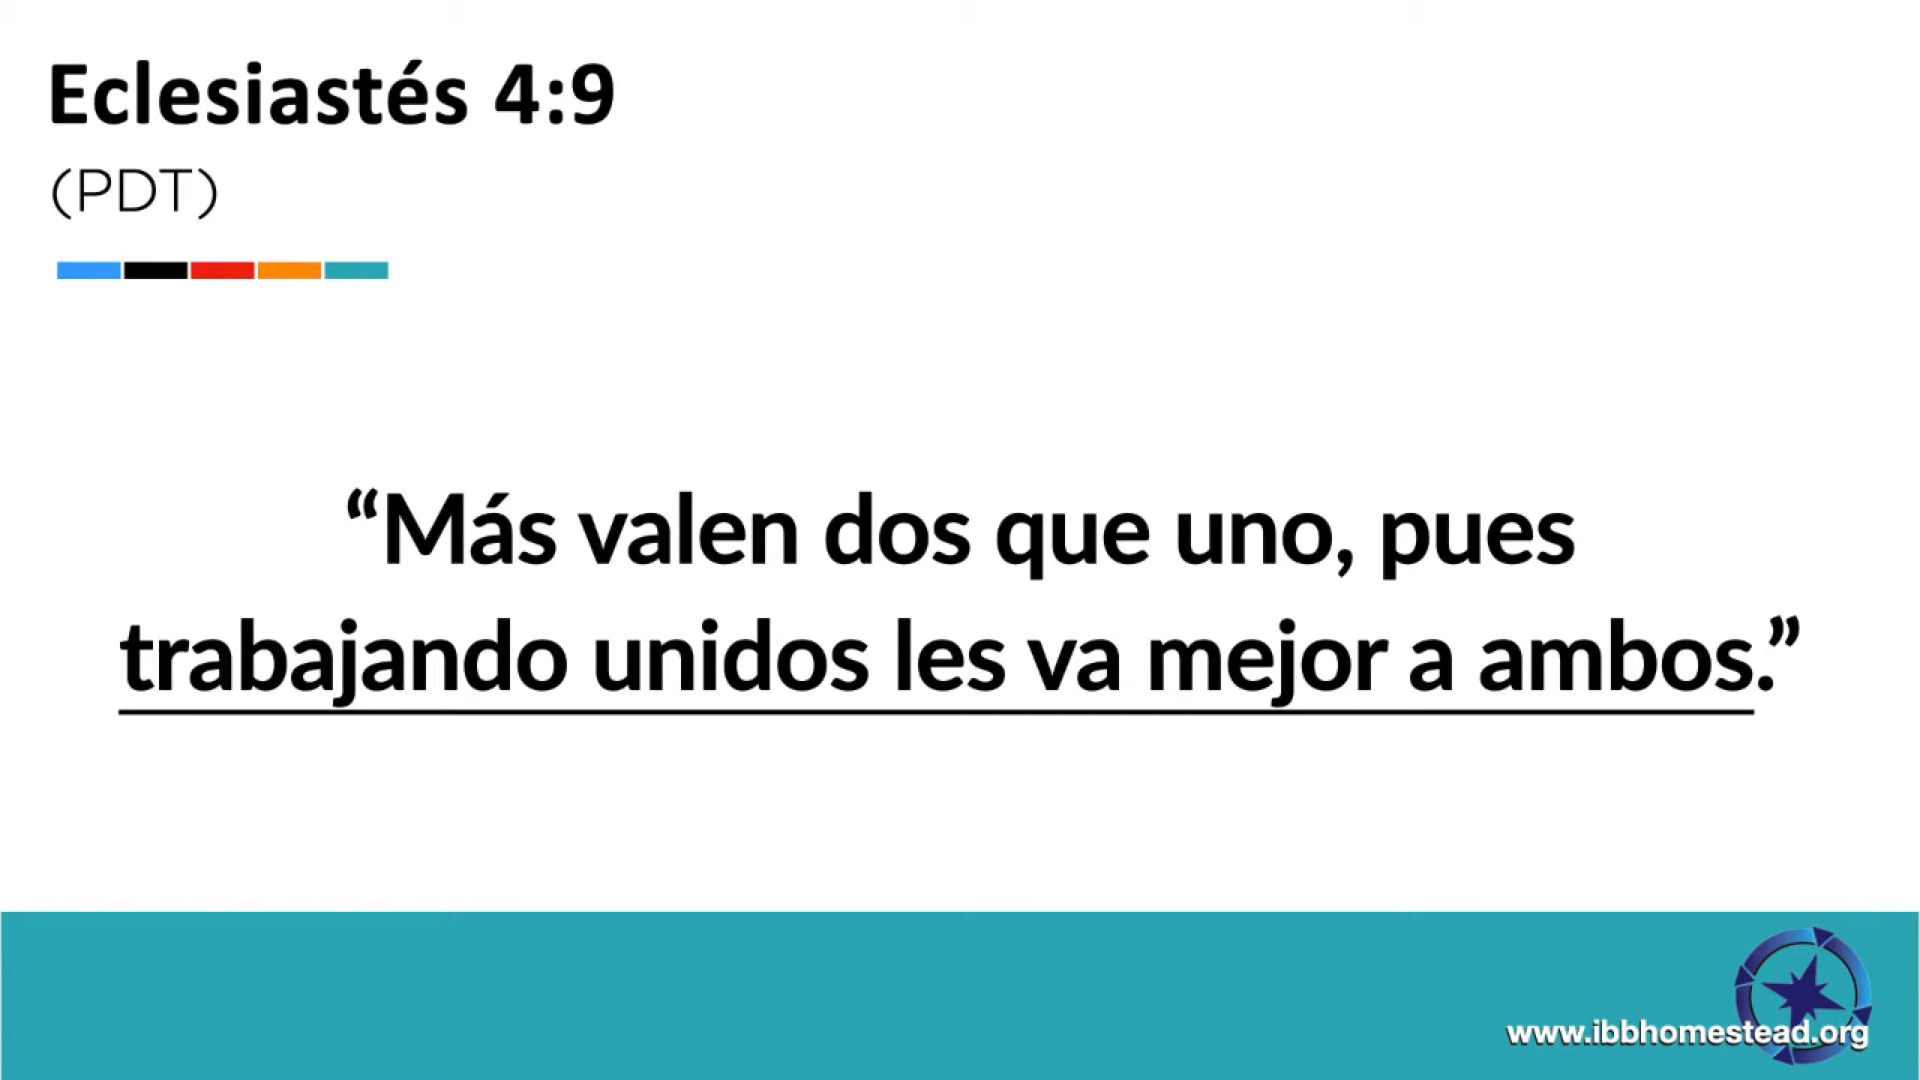 Eclesiastés 4:9
(PDT)
“Más valen dos que uno, pues
trabajando unidos les va mejor a ambos.”
www.ibbhomestead.org